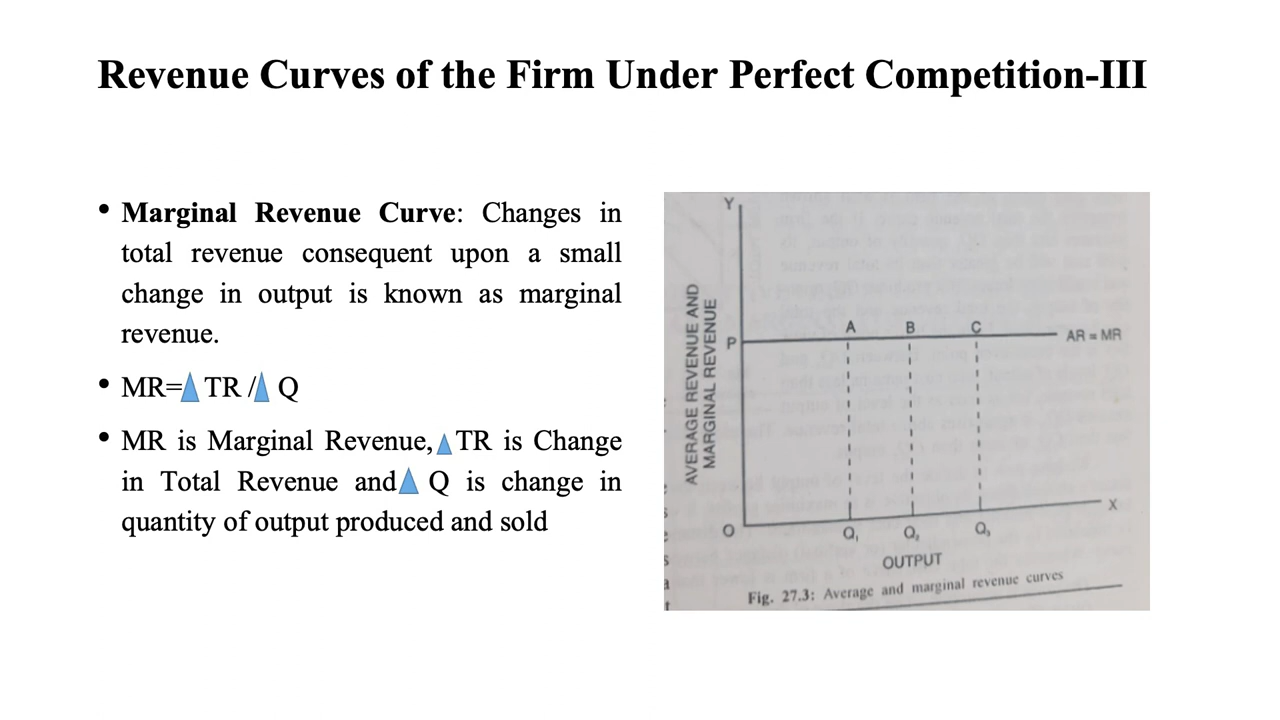 Revenue Curves of the Firm Under Perfect Competition-III
• Marginal Revenue Curve: Changes in
total revenue consequent upon a small
change in output is known as marginal
revenue.
• MR= TR / Q
• MR is Marginal Revenue, TR is Change
in Total Revenue and Q is change in
quantity of output produced and sold
Y
AVERAGE REVENUE AND
MARGINAL REVENUE
A B C
P
AR = MR
X
O
Q₁ Q₂ Q₃
OUTPUT
Fig. 27.3: Average and marginal revenue curves